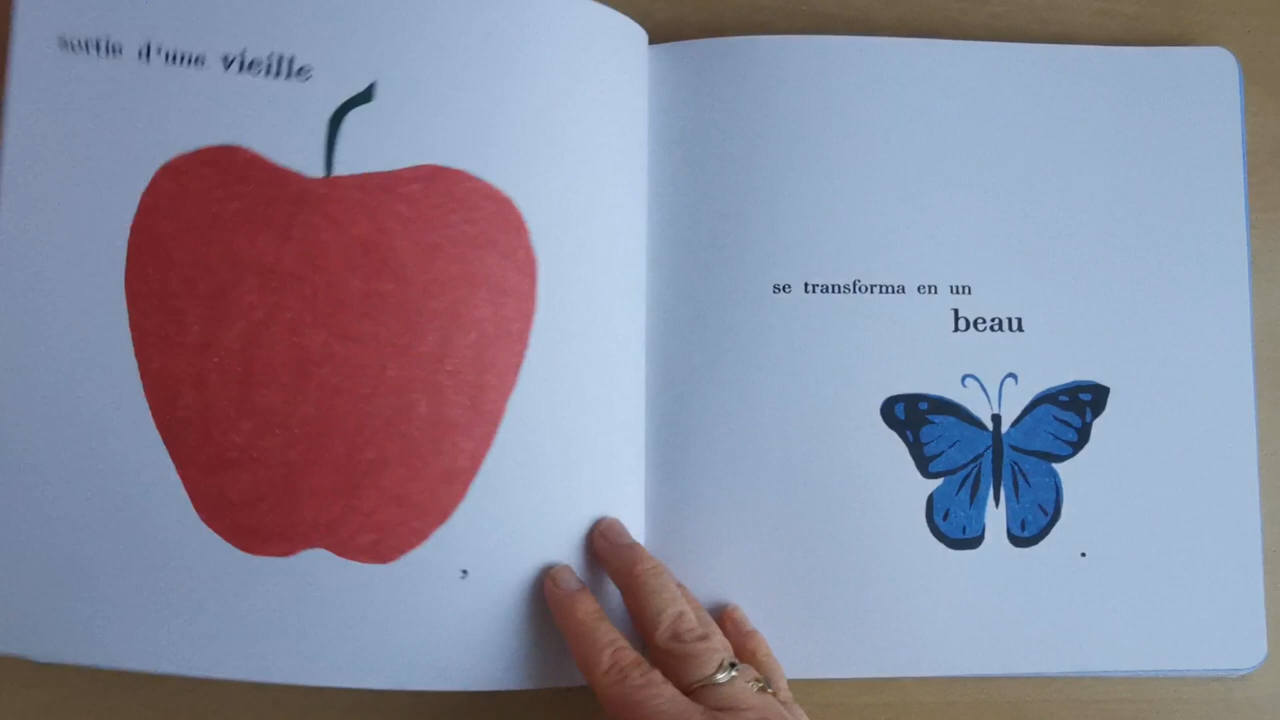 sortie d'une vieille
,
se transforma en un
beau
.